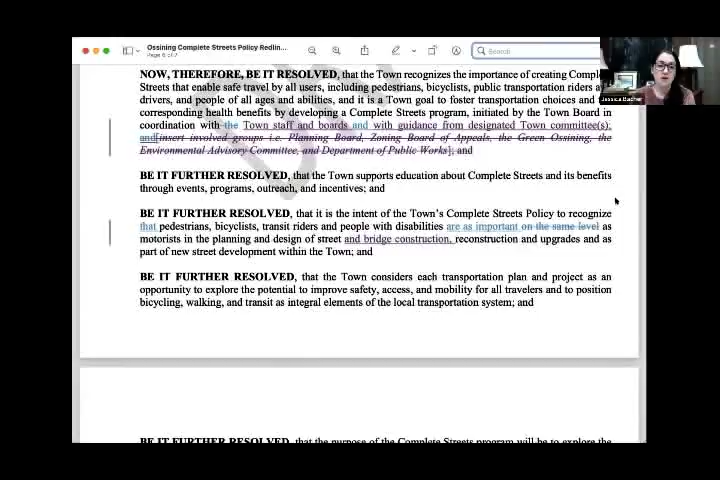 Ossining Complete Streets Policy Redlin...
Page 6 of 7
Search
Jessica Bacher
NOW, THEREFORE, BE IT RESOLVED, that the Town recognizes the importance of creating Comple
Streets that enable safe travel by all users, including pedestrians, bicyclists, public transportation riders a
drivers, and people of all ages and abilities, and it is a Town goal to foster transportation choices and
corresponding health benefits by developing a Complete Streets program, initiated by the Town Board in
coordination with the Town staff and boards and with guidance from designated Town committee(s);
and[insert involved groups i.e. Planning Board, Zoning Board of Appeals, the Green Ossining, the
Environmental Advisory Committee, and Department of Public Works]; and
BE IT FURTHER RESOLVED, that the Town supports education about Complete Streets and its benefits
through events, programs, outreach, and incentives; and
BE IT FURTHER RESOLVED, that it is the intent of the Town's Complete Streets Policy to recognize
that pedestrians, bicyclists, transit riders and people with disabilities are as important on the same level as
motorists in the planning and design of street and bridge construction, reconstruction and upgrades and as
part of new street development within the Town; and
BE IT FURTHER RESOLVED, that the Town considers each transportation plan and project as an
opportunity to explore the potential to improve safety, access, and mobility for all travelers and to position
bicycling, walking, and transit as integral elements of the local transportation system; and
BE IT FURTHER RESOLVED, that the purpose of the Complete Streets program will be to explore the